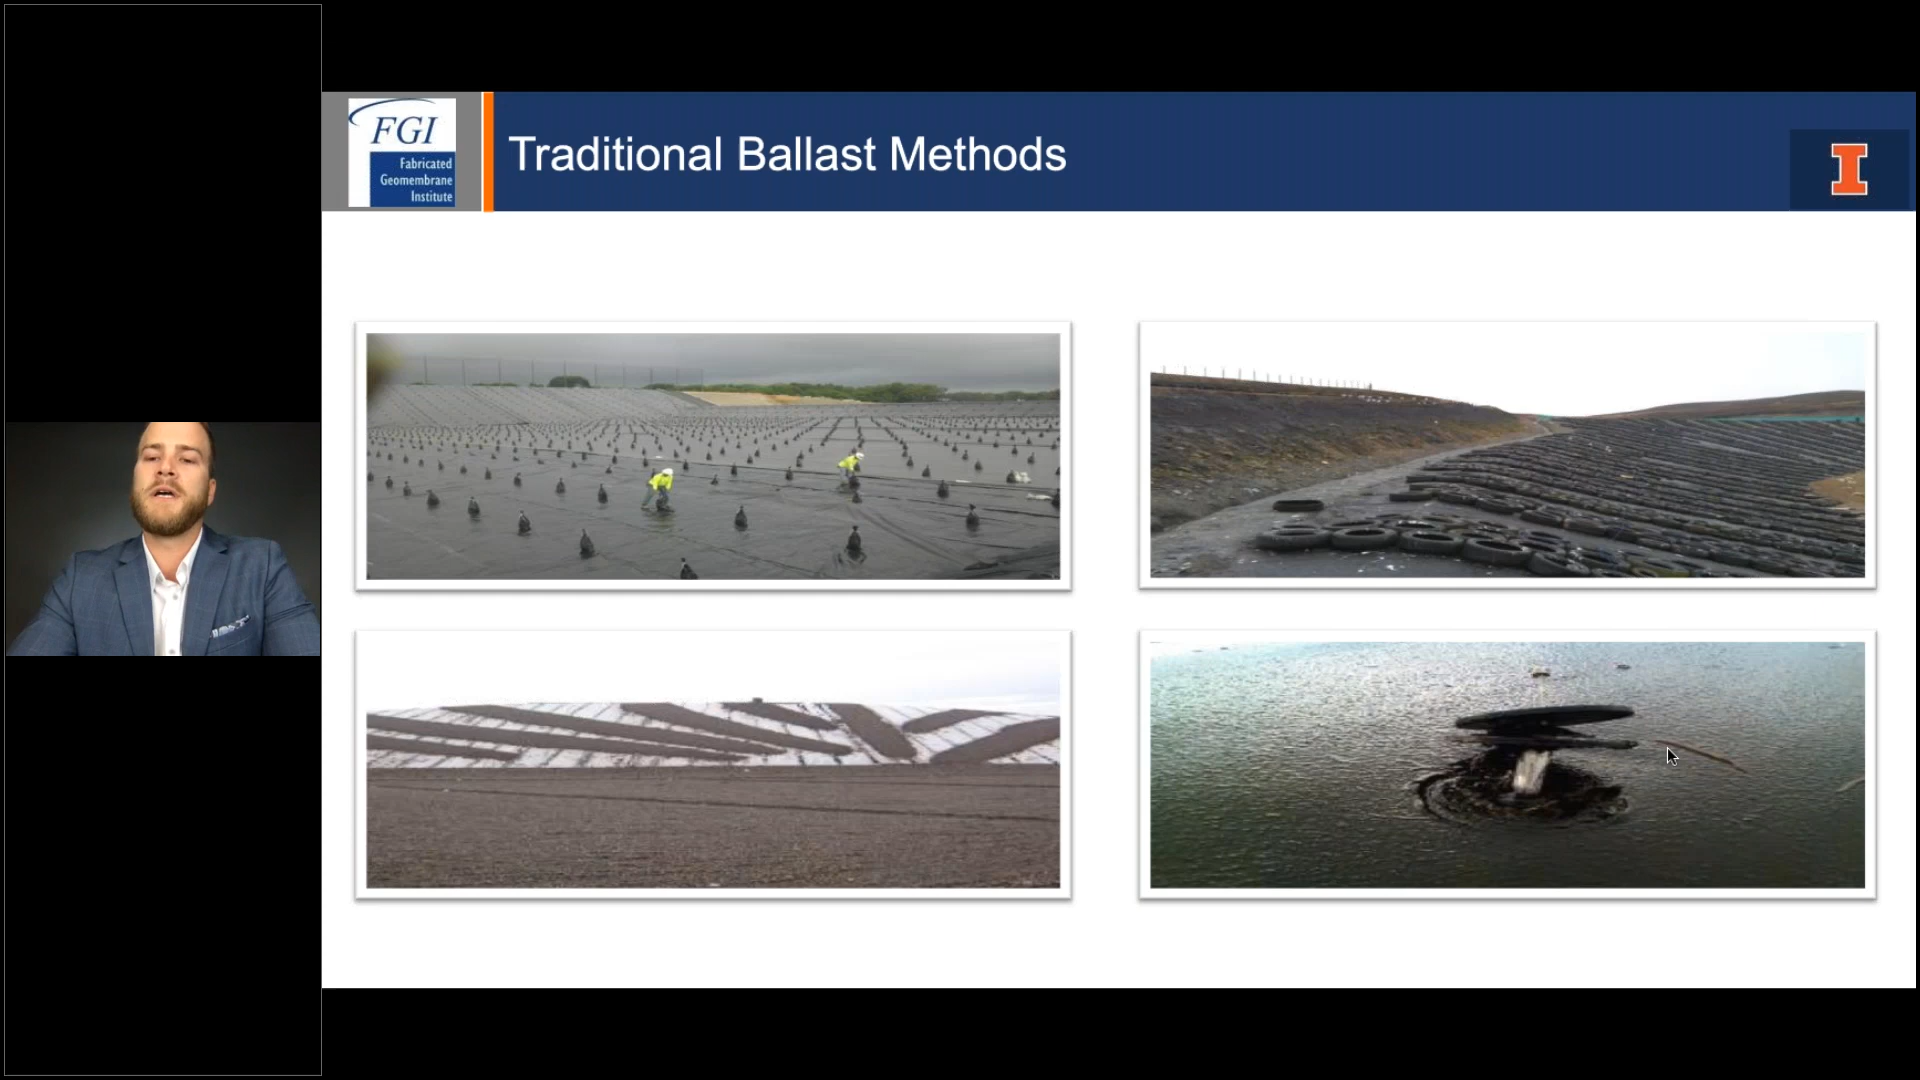 FGI
Fabricated
Geomembrane
Institute
Traditional Ballast Methods
I